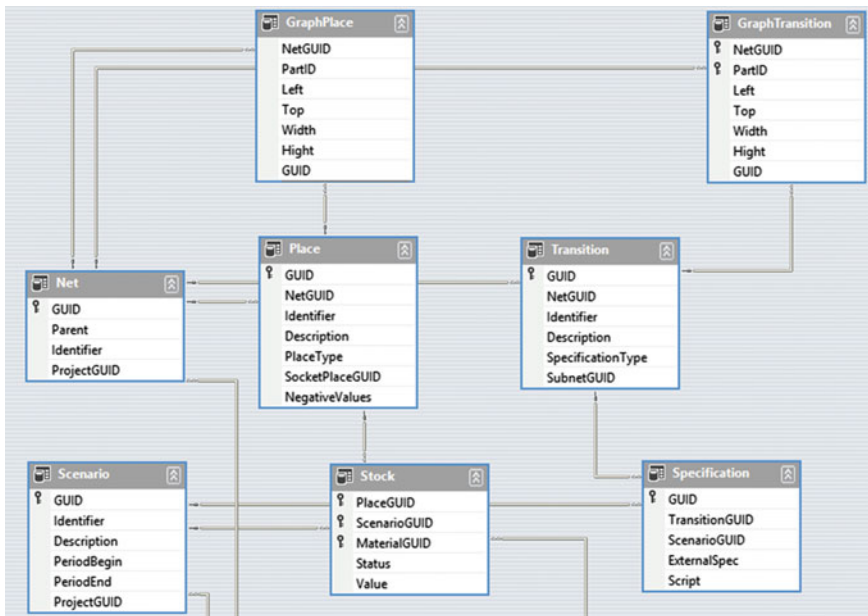 GraphPlace
NetGUID
PartID
Left
Top
Width
Hight
GUID
GraphTransition
NetGUID
PartID
Left
Top
Width
Hight
GUID
Net
GUID
Parent
Identifier
ProjectGUID
Place
GUID
NetGUID
Identifier
Description
PlaceType
SocketPlaceGUID
NegativeValues
Transition
GUID
NetGUID
Identifier
Description
SpecificationType
SubnetGUID
Scenario
GUID
Identifier
Description
PeriodBegin
PeriodEnd
ProjectGUID
Stock
PlaceGUID
ScenarioGUID
MaterialGUID
Status
Value
Specification
GUID
TransitionGUID
ScenarioGUID
ExternalSpec
Script